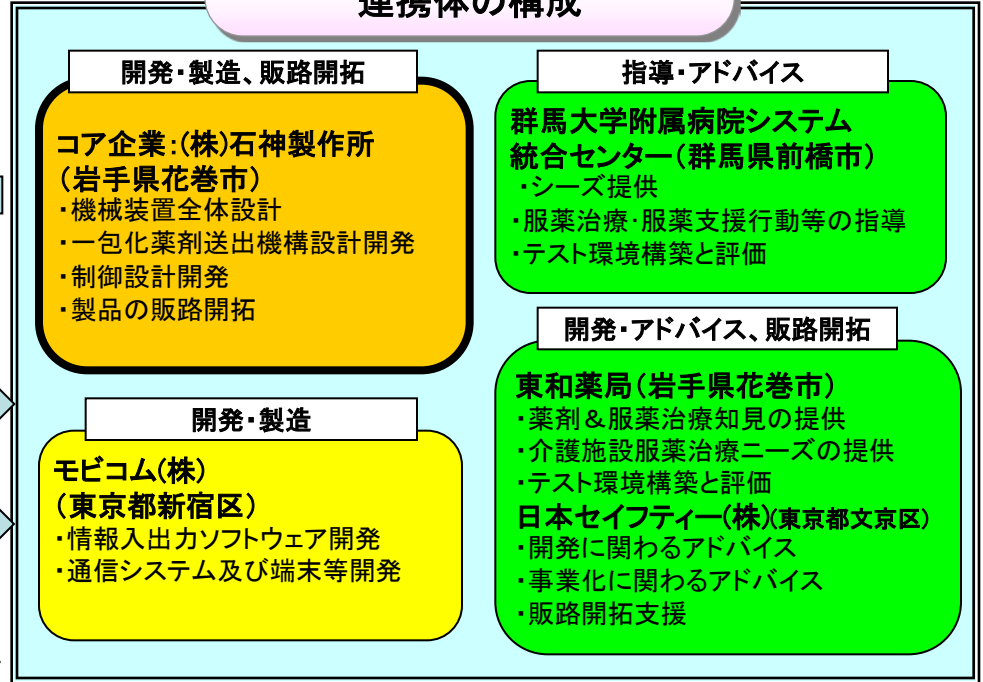 連携体の構成
開発・製造、販路開拓
コア企業:(株)石神製作所
(岩手県花巻市)
・機械装置全体設計
・一包化薬剤送出機構設計開発
・制御設計開発
・製品の販路開拓
開発・製造
モビコム(株)
(東京都新宿区)
・情報入出力ソフトウェア開発
・通信システム及び端末等開発
指導・アドバイス
群馬大学附属病院システム
統合センター(群馬県前橋市)
・シーズ提供
・服薬治療・服薬支援行動等の指導
・テスト環境構築と評価
開発・アドバイス、販路開拓
東和薬局(岩手県花巻市)
・薬剤&服薬治療知見の提供
・介護施設服薬治療ニーズの提供
・テスト環境構築と評価
日本セイフティー(株)(東京都文京区)
・開発に関わるアドバイス
・事業化に関わるアドバイス
・販路開拓支援